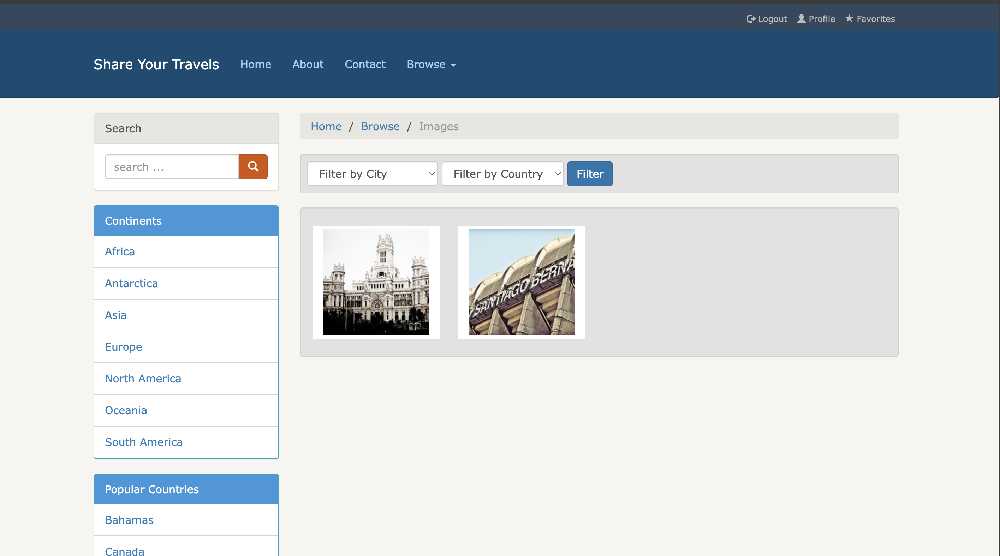 Logout Profile Favorites
Share Your Travels Home About Contact Browse
Search
search ...
Continents
Africa
Antarctica
Asia
Europe
North America
Oceania
South America
Popular Countries
Bahamas
Canada
Home / Browse / Images
Filter by City Filter by Country Filter
SANTIAGO BERNA